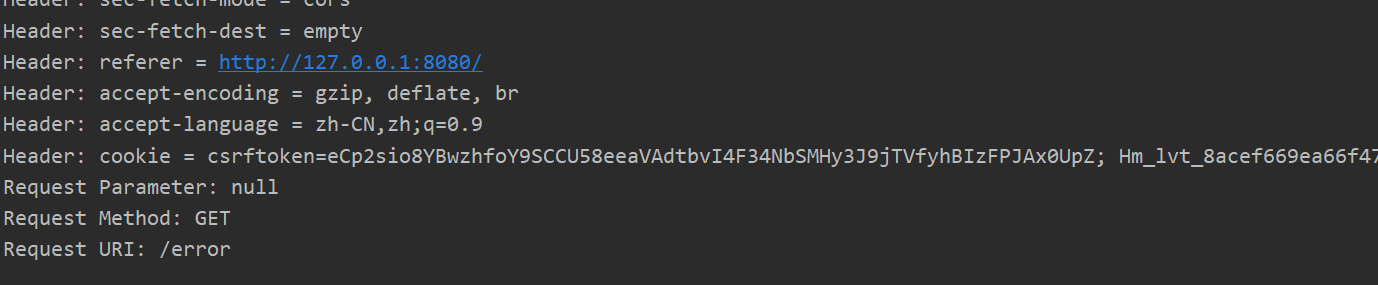 Header: sec-fetch-mode = cors
Header: sec-fetch-dest = empty
Header: referer = http://127.0.0.1:8080/
Header: accept-encoding = gzip, deflate, br
Header: accept-language = zh-CN,zh;q=0.9
Header: cookie = csrftoken=eCp2sio8YBwzhfoY9SCCU58eeaVAdtbvI4F34NbSMHy3J9jTVfyhBIzFPJAx0UpZ; Hm_lvt_8acef669ea66f47
Request Parameter: null
Request Method: GET
Request URI: /error